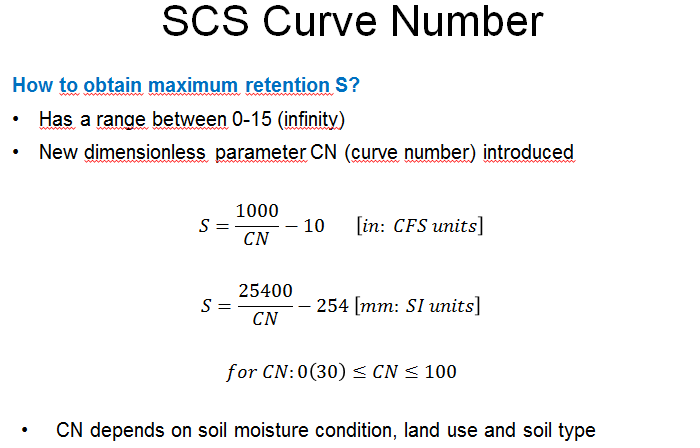 SCS Curve Number
How to obtain maximum retention S?
• Has a range between 0-15 (infinity)
• New dimensionless parameter CN (curve number) introduced
S = 1000/CN − 10 [in: CFS units]
S = 25400/CN − 254 [mm: SI units]
for CN: 0(30) ≤ CN ≤ 100
• CN depends on soil moisture condition, land use and soil type